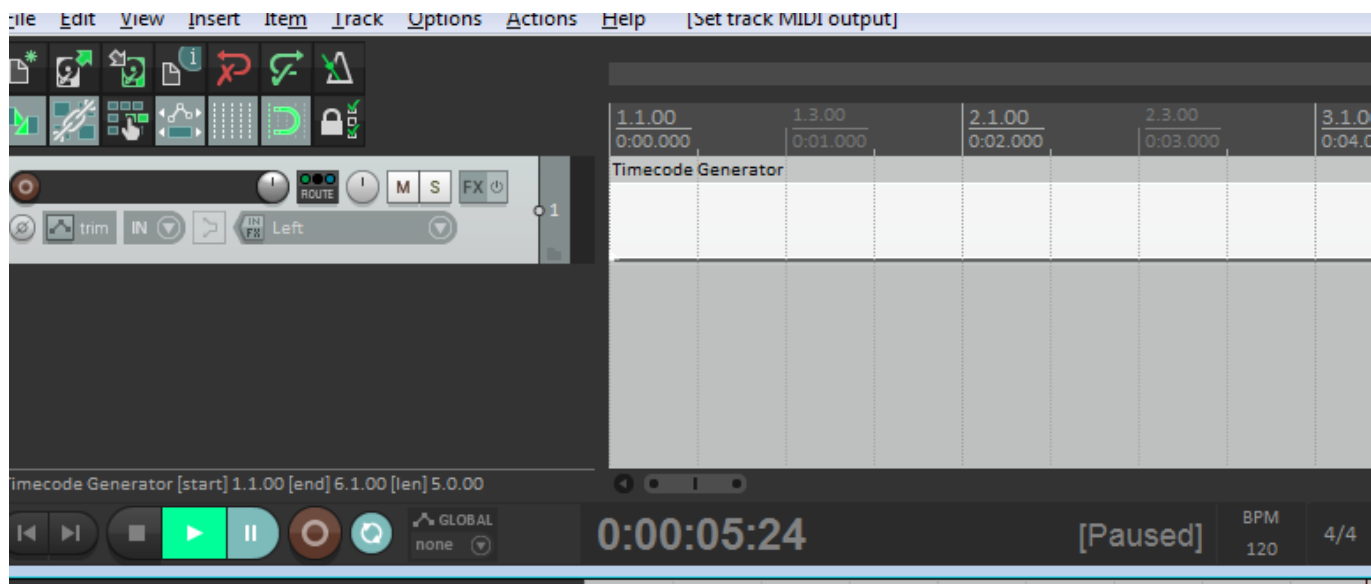 File Edit View Insert Item Track Options Actions Help [Set track MIDI output]
i
1.1.00 1.3.00 2.1.00 2.3.00 3.1.0
0:00.000 0:01.000 0:02.000 0:03.000 0:04.0
Timecode Generator
ROUTE M S FX
1
trim IN IN FX Left
Timecode Generator [start] 1.1.00 [end] 6.1.00 [len] 5.0.00
GLOBAL
none
0:00:05:24 [Paused] BPM 120 4/4